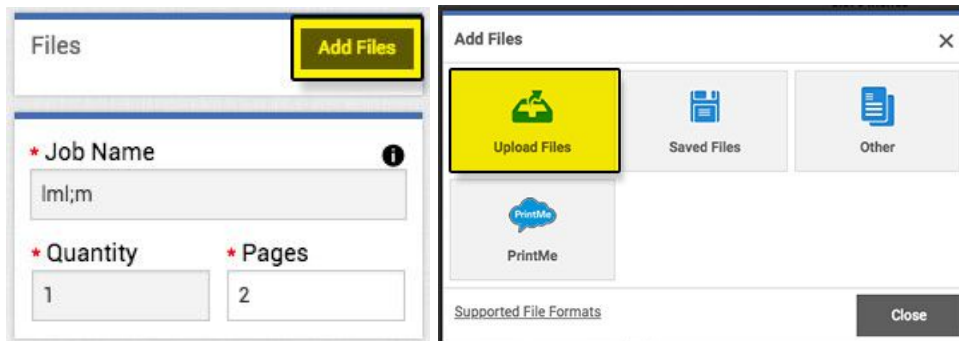 Files
Add Files
* Job Name
lml;m
* Quantity
* Pages
1
2
Add Files
Upload Files
Saved Files
Other
PrintMe
PrintMe
Supported File Formats
Close